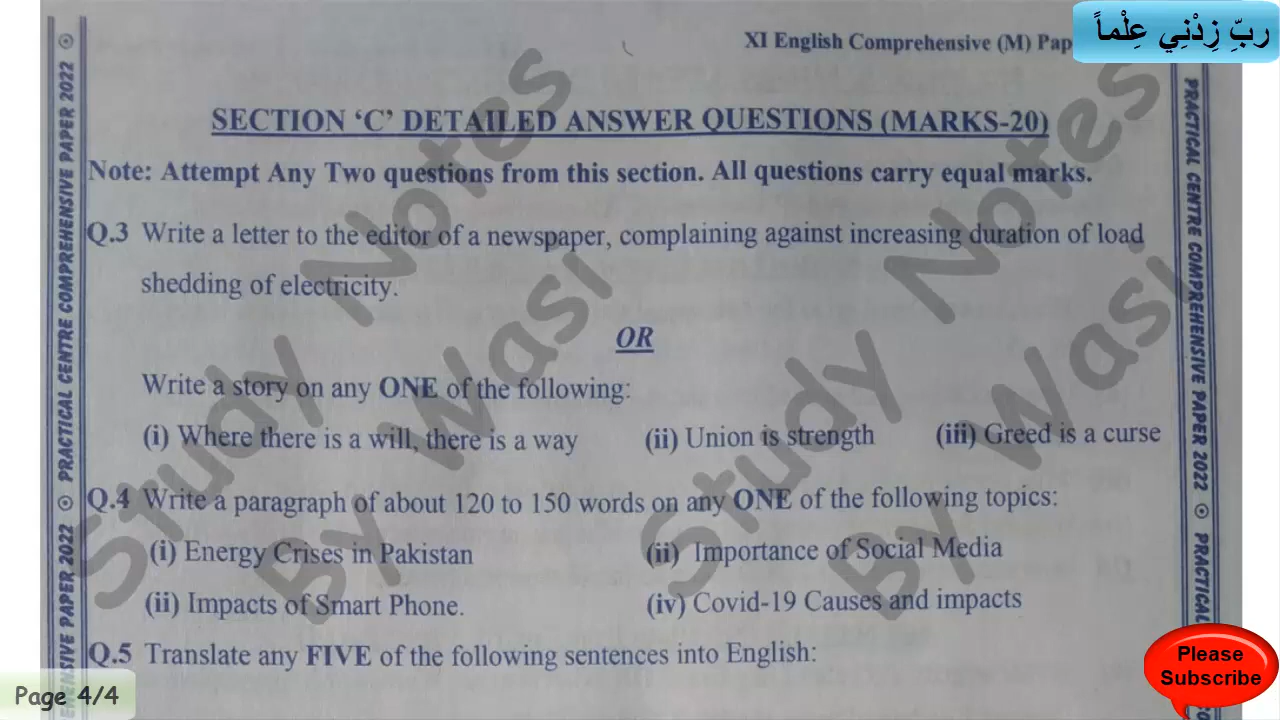 XI English Comprehensive (M) Pap
ربِّ زِدْنِي عِلْماً
SECTION ‘C’ DETAILED ANSWER QUESTIONS (MARKS-20)
Note: Attempt Any Two questions from this section. All questions carry equal marks.
Q.3 Write a letter to the editor of a newspaper, complaining against increasing duration of load
shedding of electricity.
OR
Write a story on any ONE of the following:
(i) Where there is a will, there is a way (ii) Union is strength (iii) Greed is a curse
Q.4 Write a paragraph of about 120 to 150 words on any ONE of the following topics:
(i) Energy Crises in Pakistan (ii) Importance of Social Media
(ii) Impacts of Smart Phone. (iv) Covid-19 Causes and impacts
Q.5 Translate any FIVE of the following sentences into English:
PRACTICAL CENTRE COMPREHENSIVE PAPER 2022
HENSIVE PAPER 2022
PRACTICAL CENTRE COMPREHENSIVE PAPER 2022
PRACTICAL
Study Notes
By Wasi
Study Notes
By Wasi
Please
Subscribe
Page 4/4